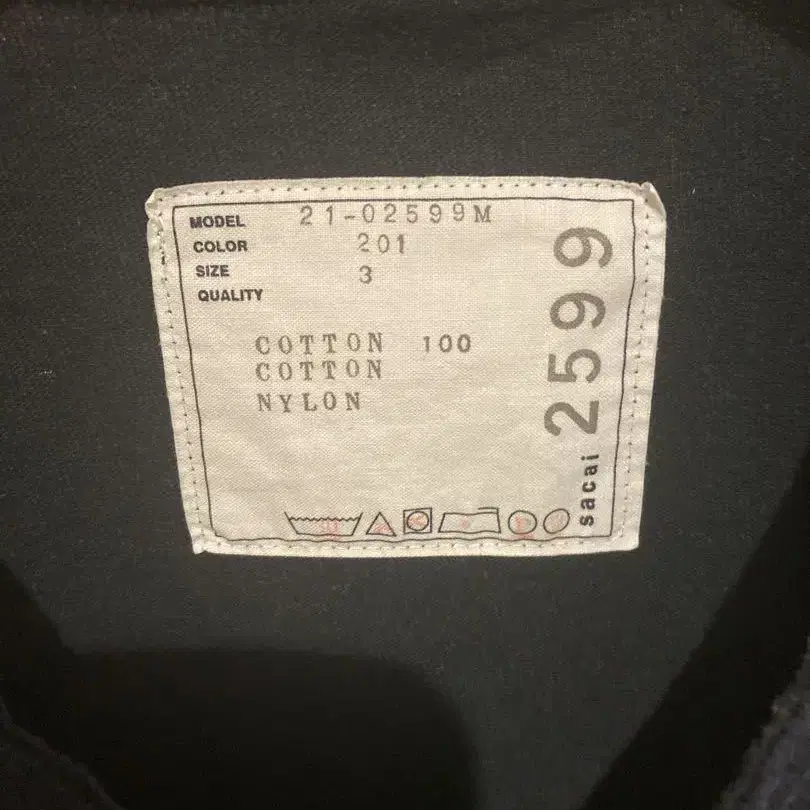 MODEL 21-02599M
COLOR 201
SIZE 3
QUALITY
COTTON 100
COTTON
NYLON
sacai 2599